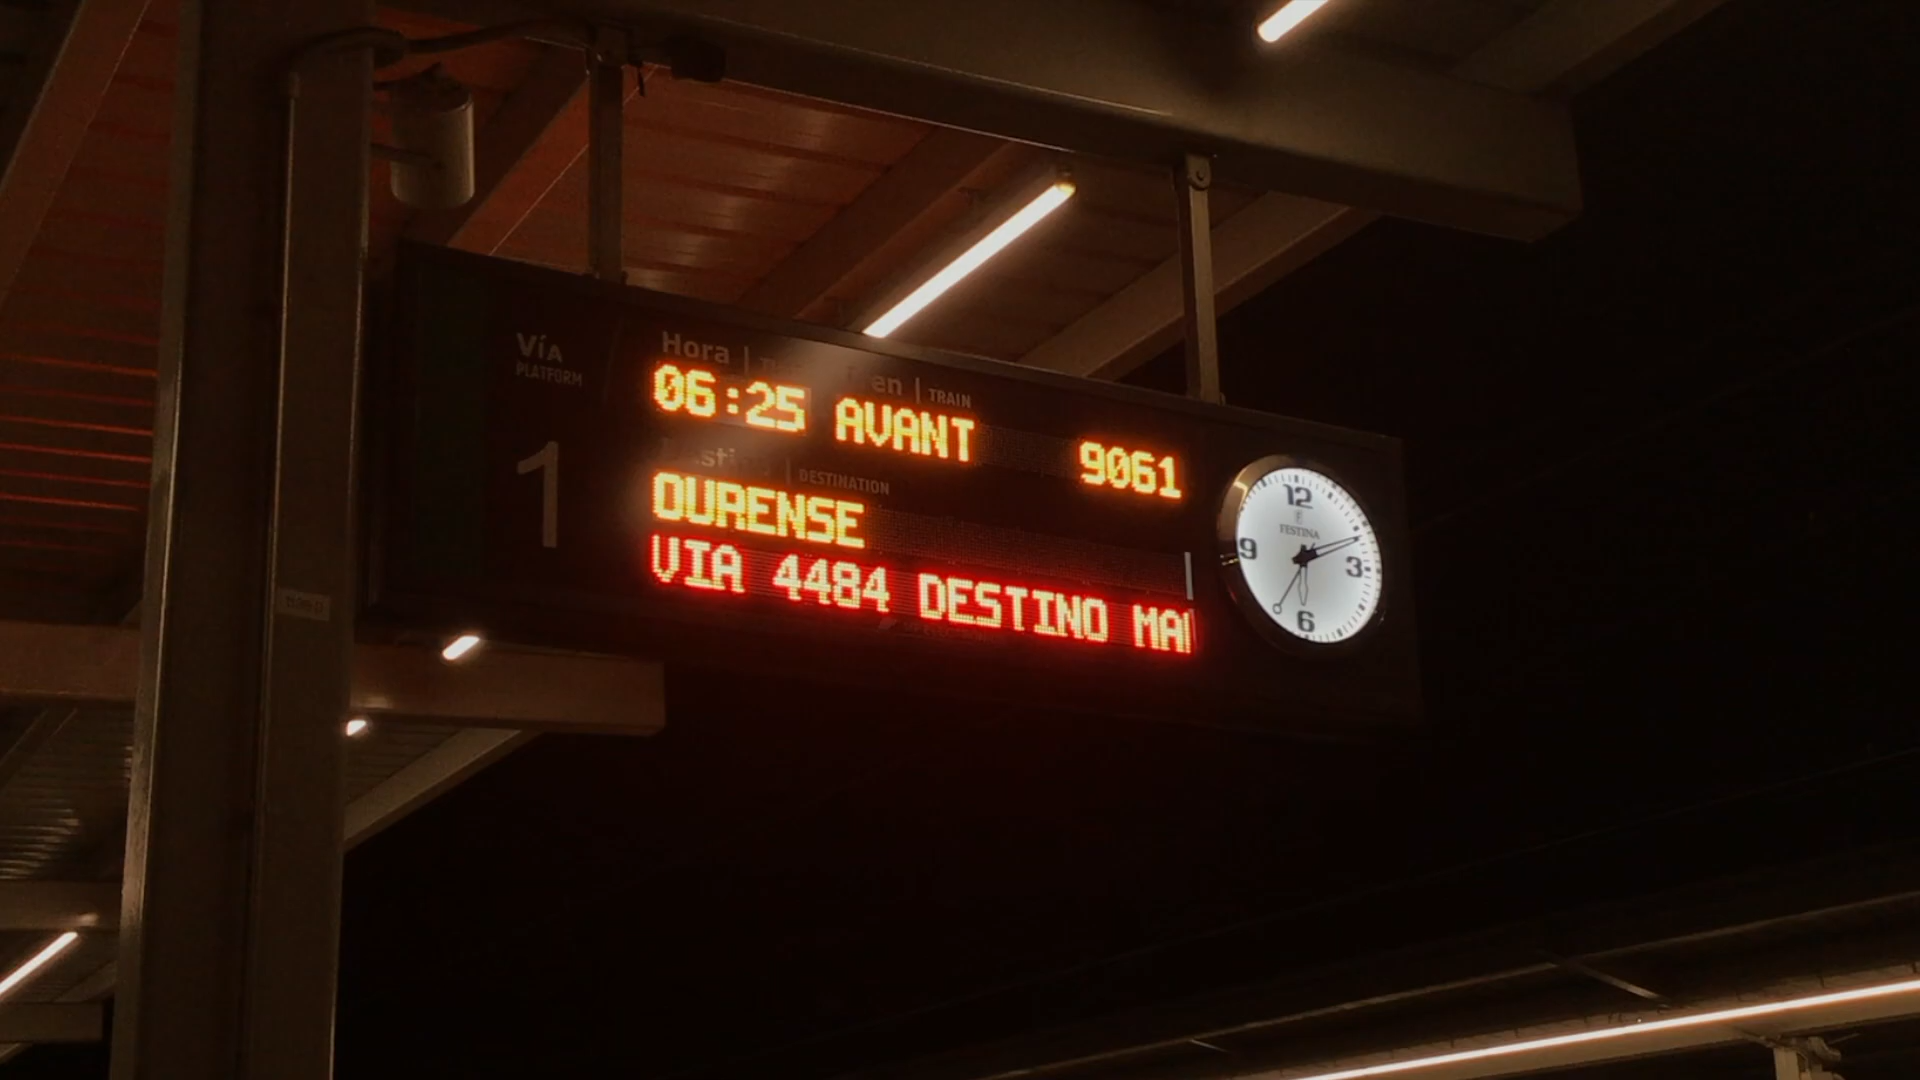 Vía
PLATFORM
1
Hora |
en | TRAIN
06:25 AVANT 9061
| DESTINATION
OURENSE
VIA 4484 DESTINO MA
12
FESTINA
9
3
6